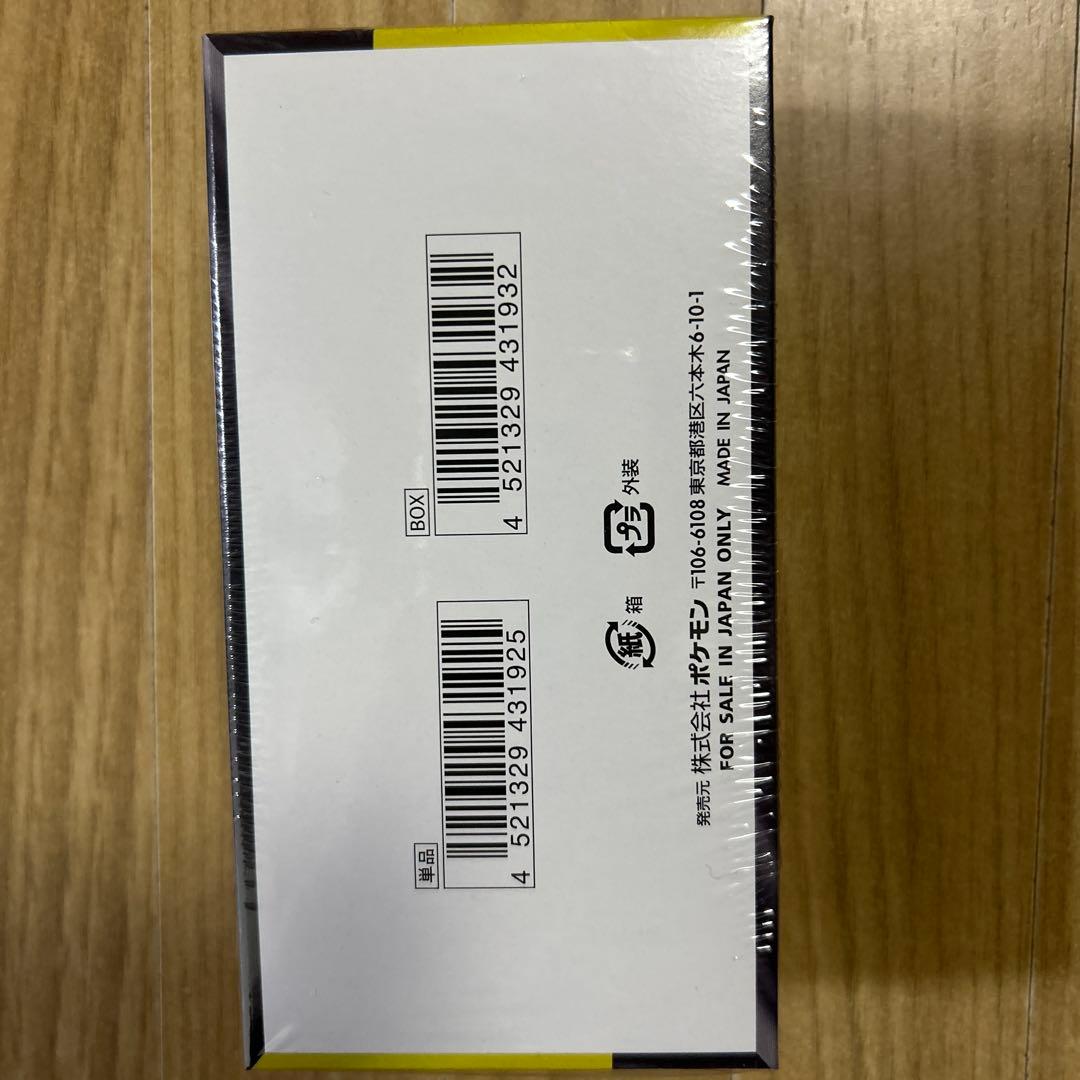 単品
4 521329 431925
BOX
4 521329 431932
紙 箱
プラ 外装
発売元 株式会社 ポケモン 〒106-6108 東京都港区六本木6-10-1
FOR SALE IN JAPAN ONLY MADE IN JAPAN